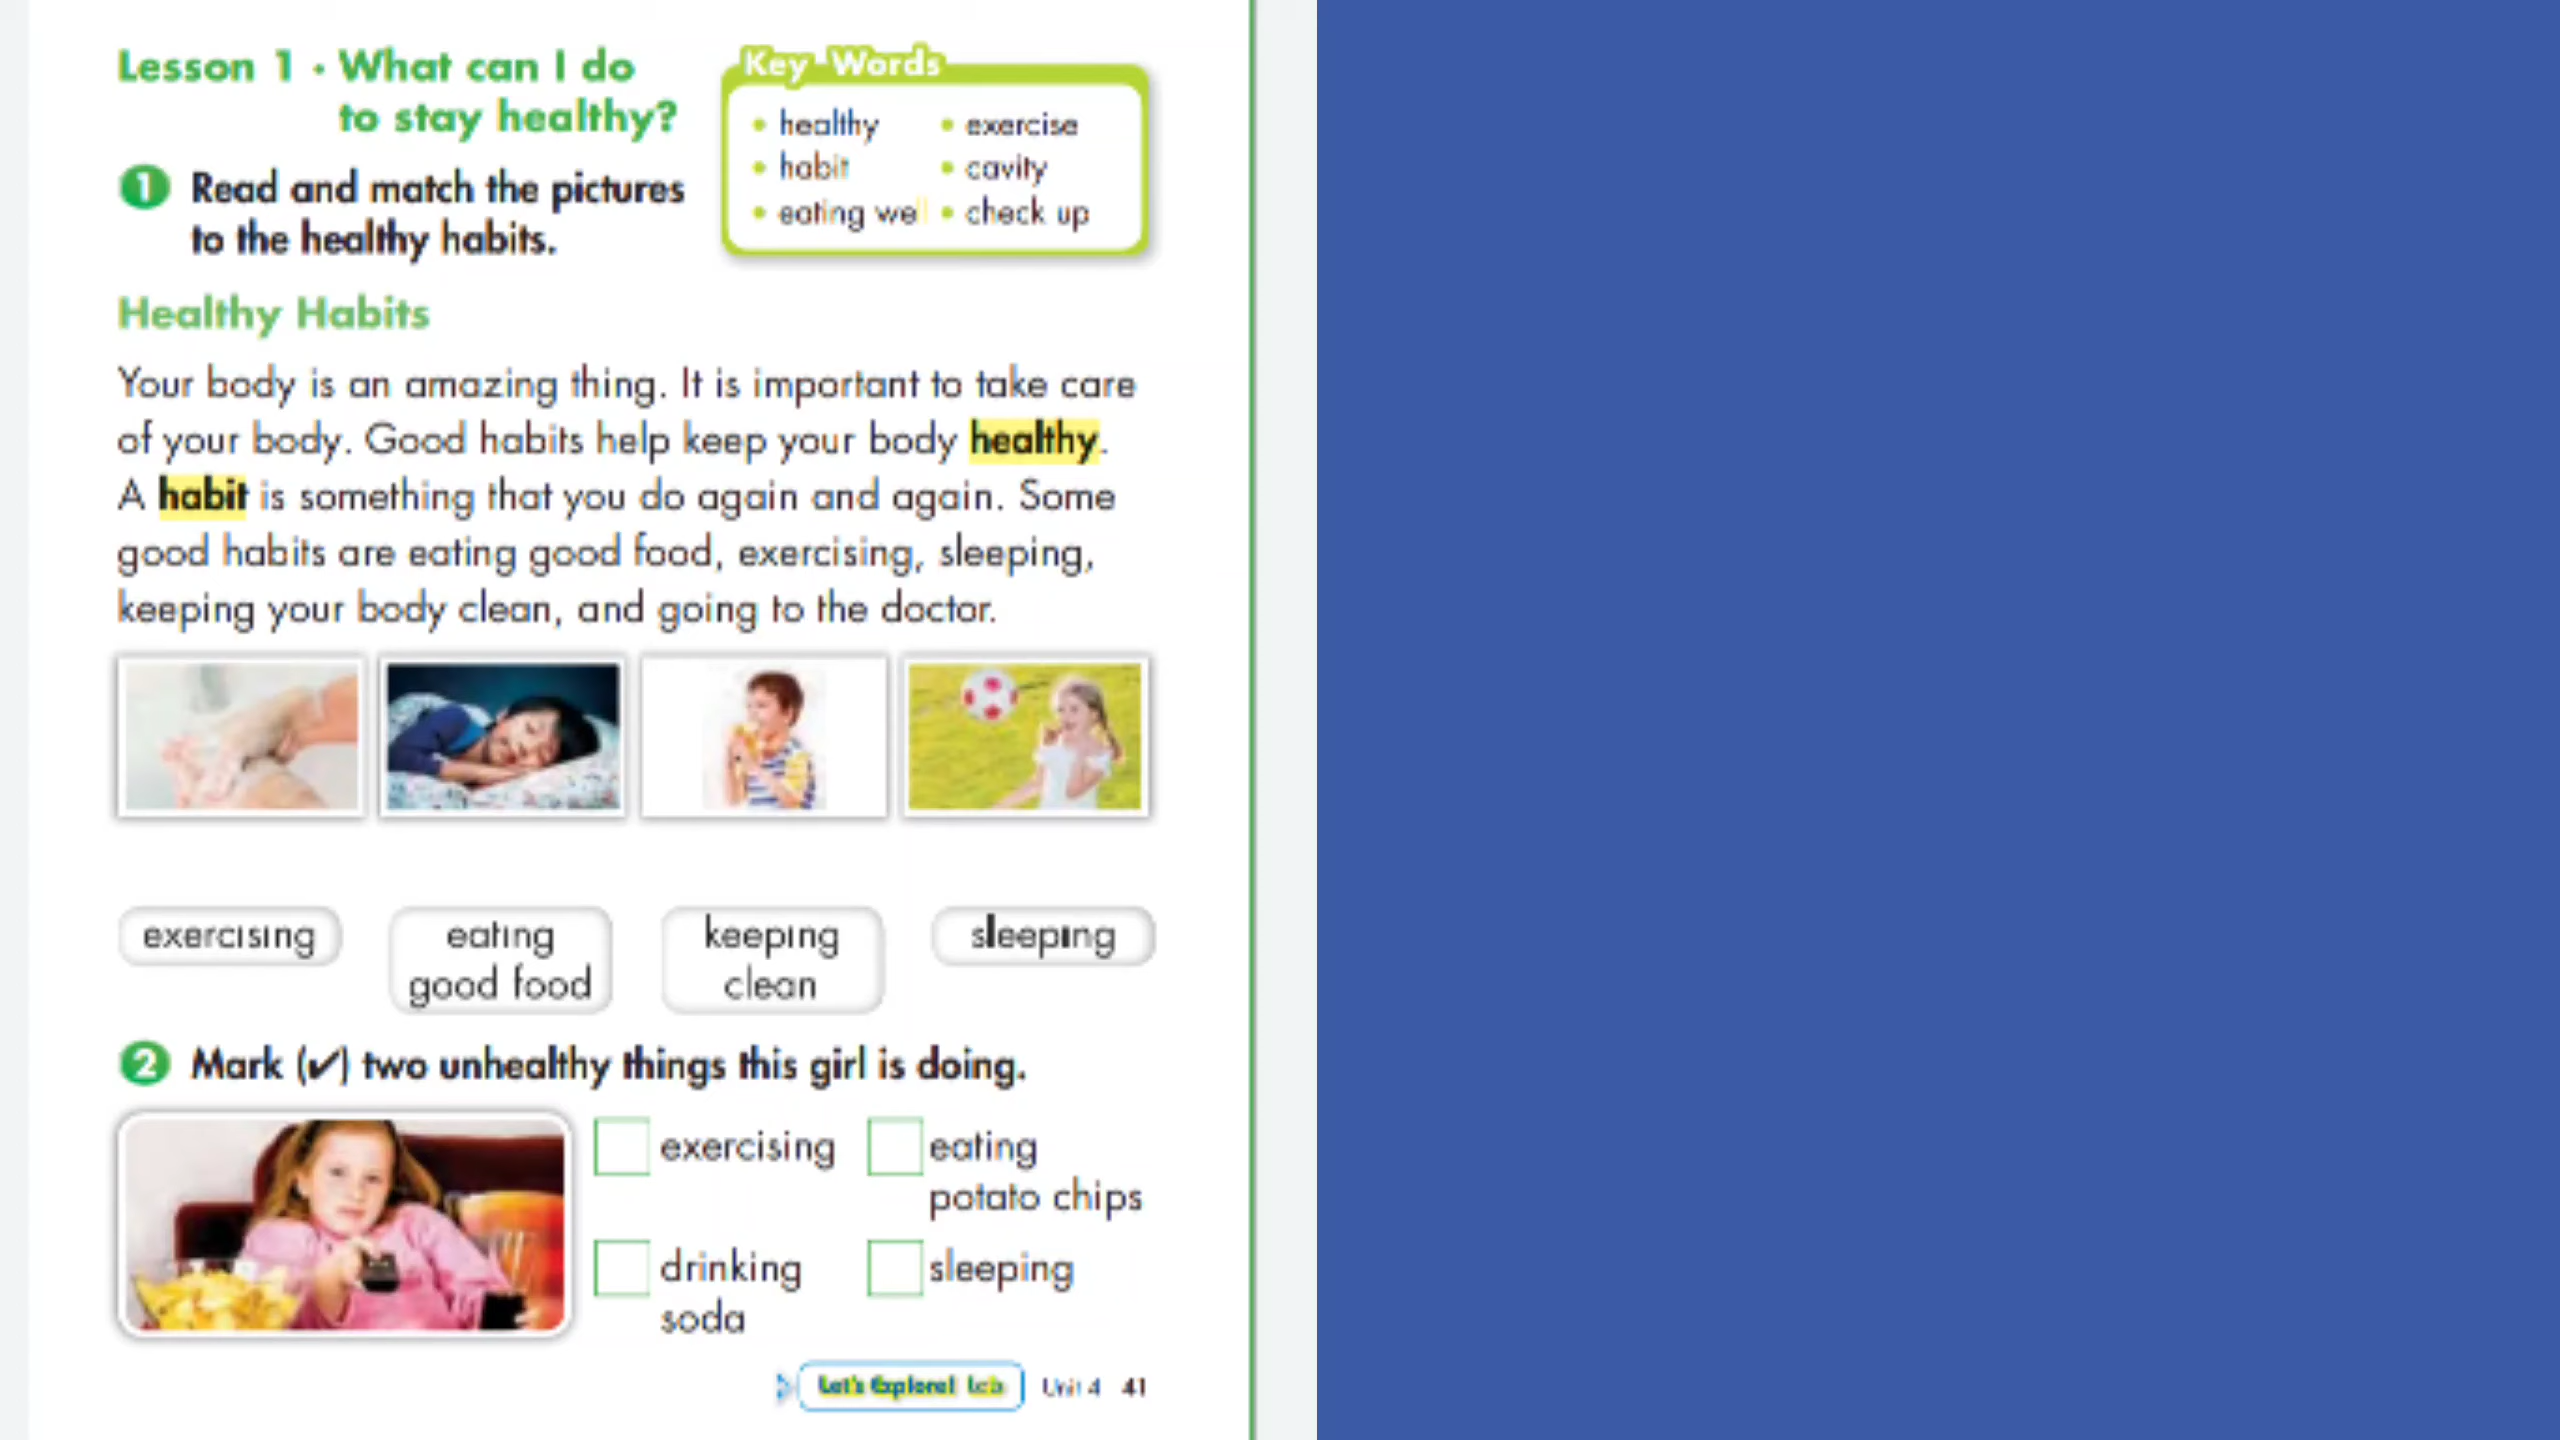 Lesson 1 · What can I do
to stay healthy?
Key Words
• healthy
• habit
• eating well
• exercise
• cavity
• check up
1 Read and match the pictures
to the healthy habits.
Healthy Habits
Your body is an amazing thing. It is important to take care
of your body. Good habits help keep your body healthy.
A habit is something that you do again and again. Some
good habits are eating good food, exercising, sleeping,
keeping your body clean, and going to the doctor.
exercising
eating
good food
keeping
clean
sleeping
2 Mark (✔) two unhealthy things this girl is doing.
exercising
eating
potato chips
drinking
soda
sleeping
Let's Explore! Lab Unit 4 41